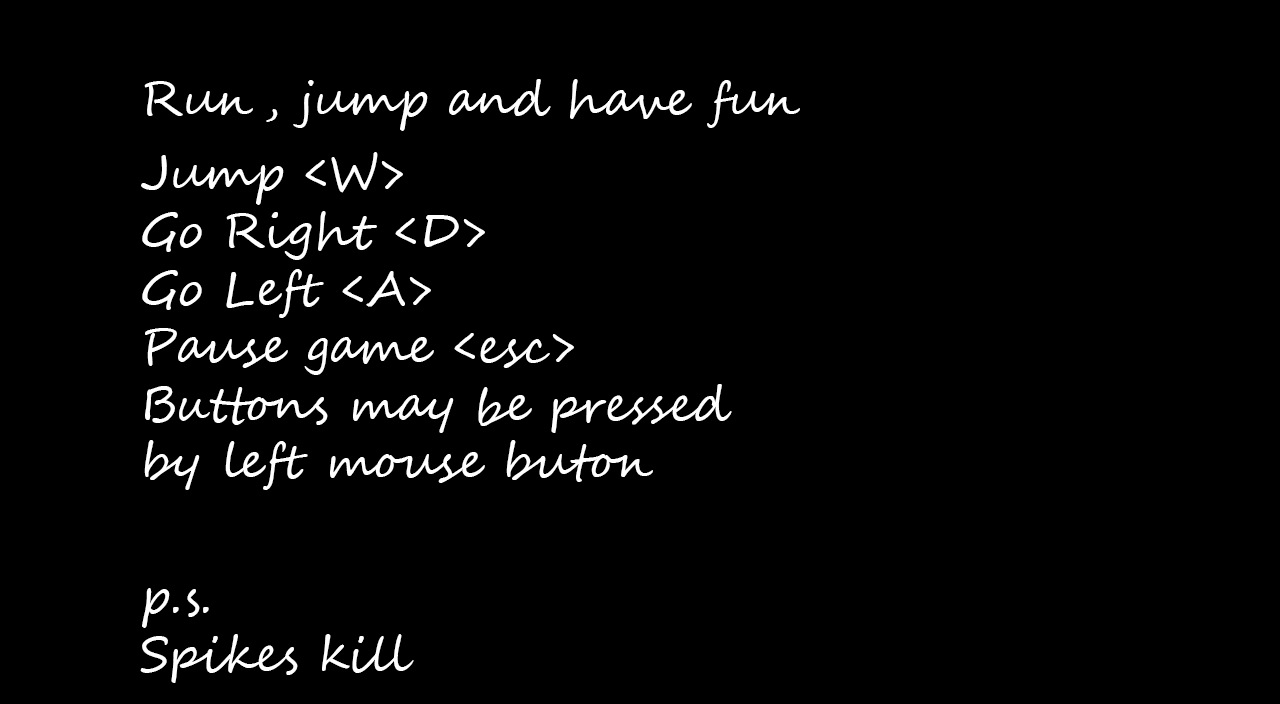 Run , jump and have fun
Jump <W>
Go Right <D>
Go Left <A>
Pause game <esc>
Buttons may be pressed
by left mouse buton
p.s.
Spikes kill